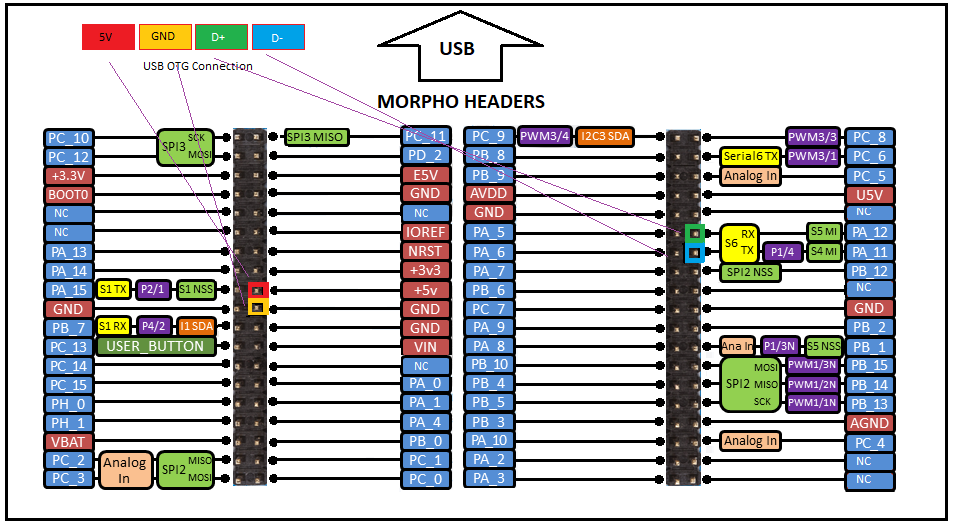 5V GND D+ D-
USB OTG Connection
USB
MORPHO HEADERS
PC_10 SCK SPI3 MISO PC_11 PC_9 PWM3/4 I2C3 SDA PWM3/3 PC_8
SPI3
PC_12 MOSI PD_2 PB_8 Serial6 TX PWM3/1 PC_6
+3.3V E5V PB_9 Analog In PC_5
BOOT0 GND AVDD U5V
NC NC GND NC
NC IOREF PA_5 RX S5 MI PA_12
S6
PA_13 NRST PA_6 TX P1/4 S4 MI PA_11
PA_14 +3v3 PA_7 SPI2 NSS PB_12
PA_15 S1 TX P2/1 S1 NSS +5v PB_6 NC
GND GND PC_7 GND
PB_7 S1 RX P4/2 I1 SDA GND PA_9 PB_2
PC_13 USER_BUTTON VIN PA_8 Ana In P1/3N S5 NSS PB_1
PC_14 NC PB_10 MOSI PWM1/3N PB_15
PC_15 PA_0 PB_4 SPI2 MISO PWM1/2N PB_14
PH_0 PA_1 PB_5 SCK PWM1/1N PB_13
PH_1 PA_4 PB_3 AGND
VBAT PB_0 PA_10 Analog In PC_4
PC_2 Analog MISO PC_1 PA_2 NC
SPI2
PC_3 In MOSI PC_0 PA_3 NC